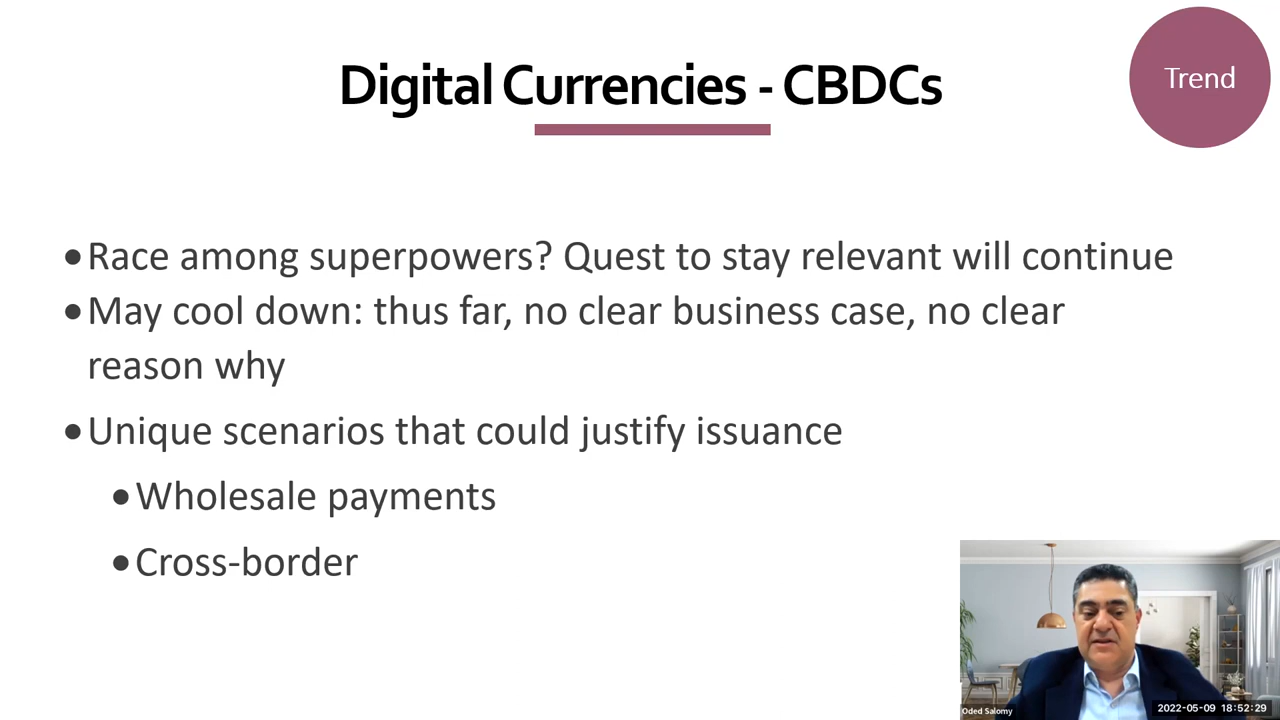 Digital Currencies - CBDCs
Trend
•Race among superpowers? Quest to stay relevant will continue
•May cool down: thus far, no clear business case, no clear
reason why
•Unique scenarios that could justify issuance
•Wholesale payments
•Cross-border
Oded Salomy
2022-05-09 18:52:29